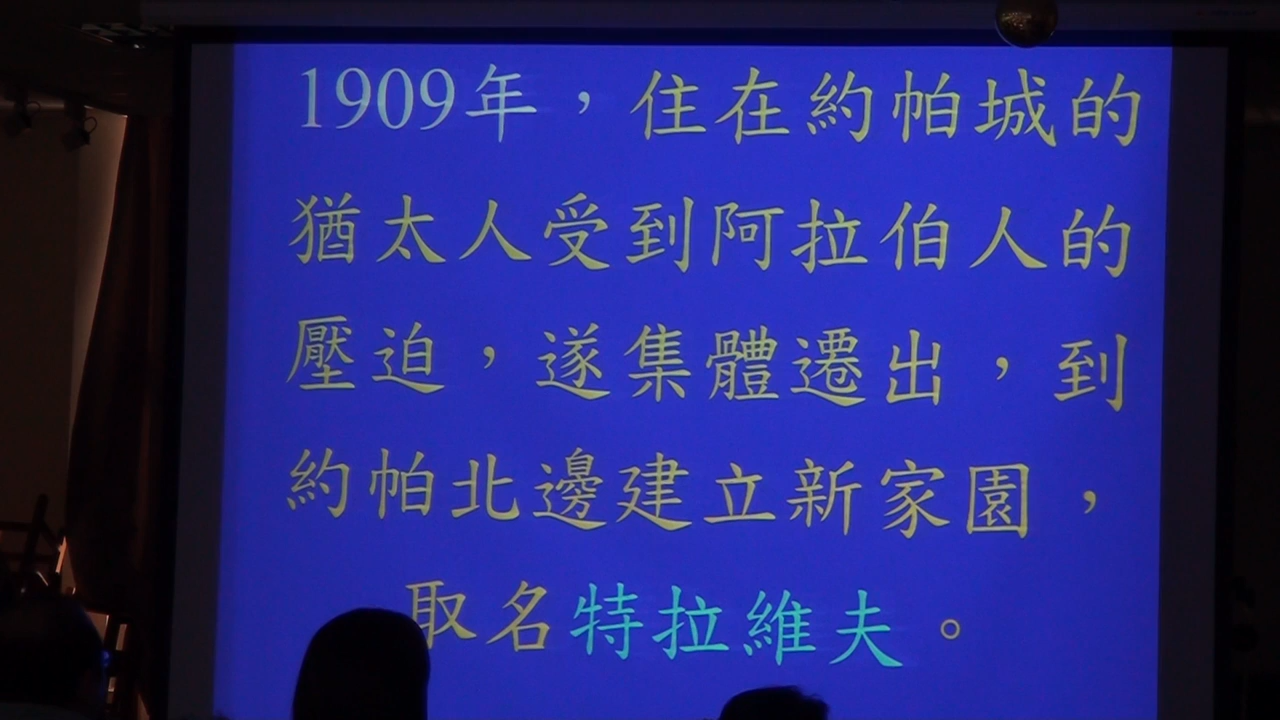 1909年，住在約帕城的
猶太人受到阿拉伯人的
壓迫，遂集體遷出，到
約帕北邊建立新家園，
取名特拉維夫。